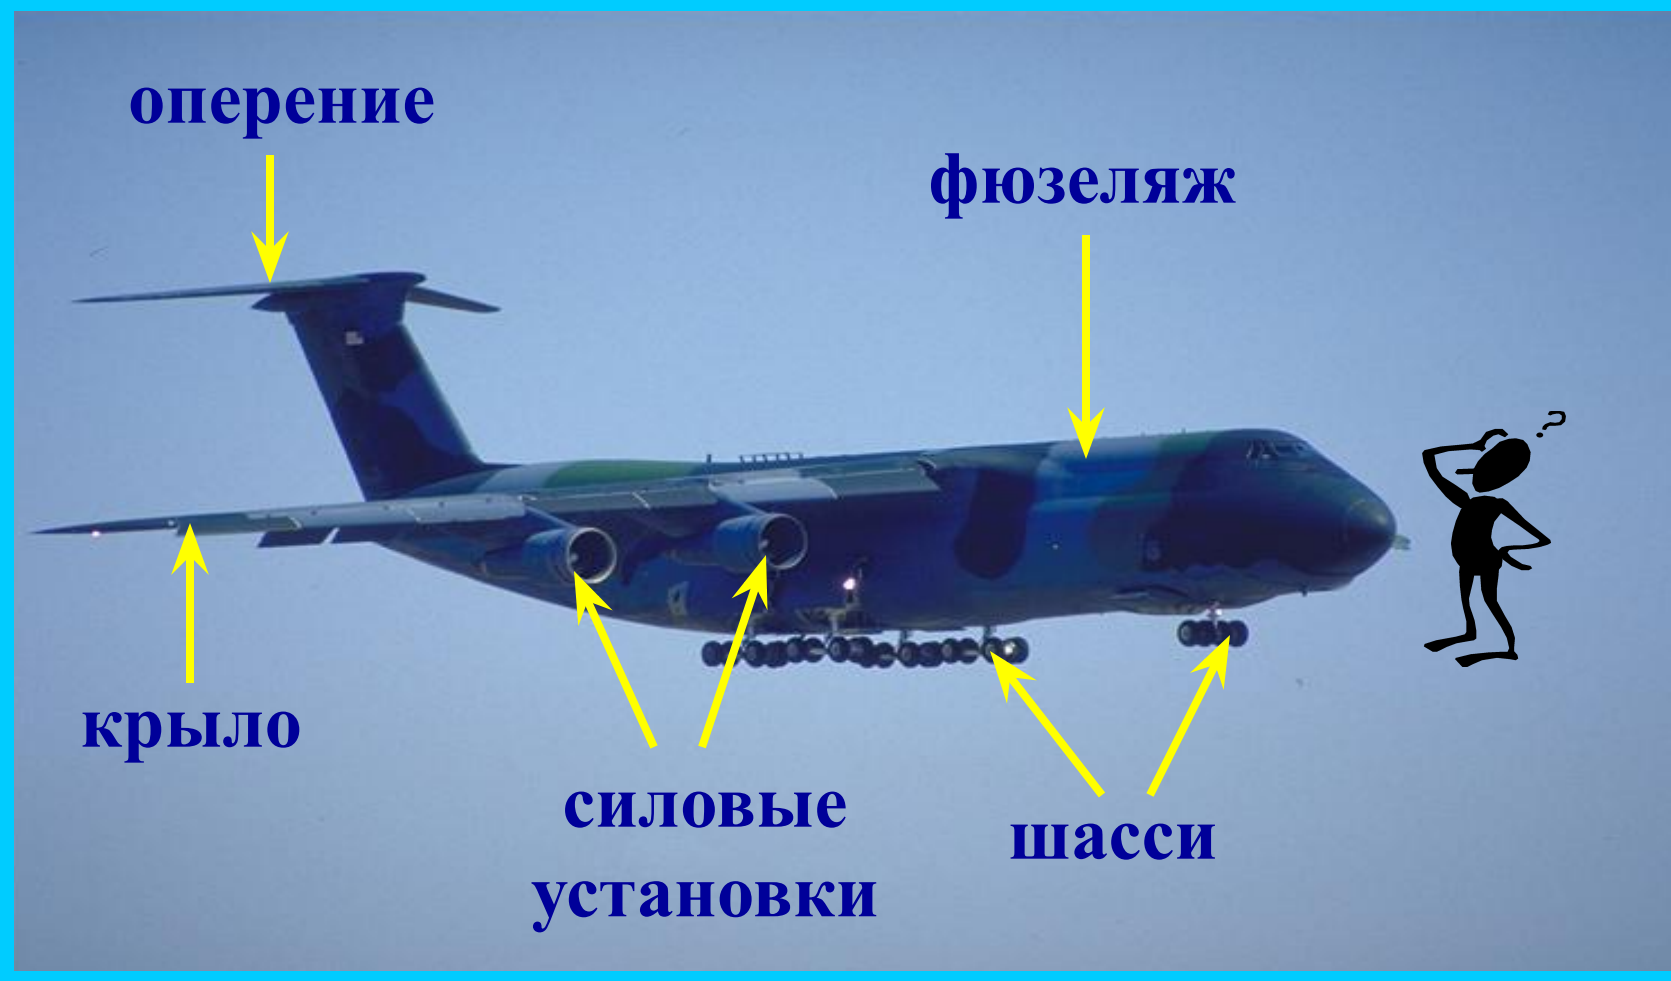 оперение
фюзеляж
крыло
силовые
установки
шасси
?